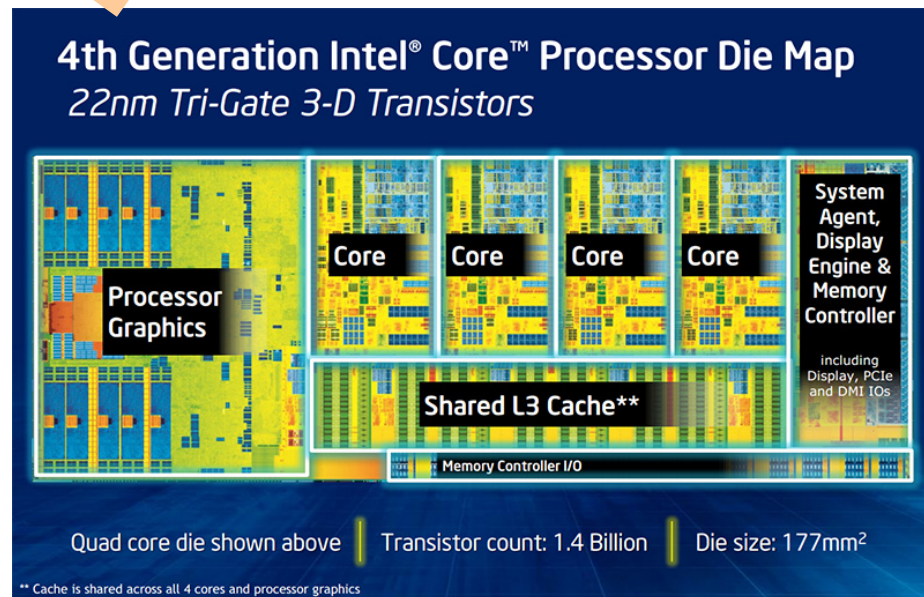 4th Generation Intel® Core™ Processor Die Map
22nm Tri-Gate 3-D Transistors
Processor
Graphics
Core
Core
Core
Core
System
Agent,
Display
Engine &
Memory
Controller
including
Display, PCIe
and DMI IOs
Shared L3 Cache**
Memory Controller I/O
Quad core die shown above
Transistor count: 1.4 Billion
Die size: 177mm²
** Cache is shared across all 4 cores and processor graphics